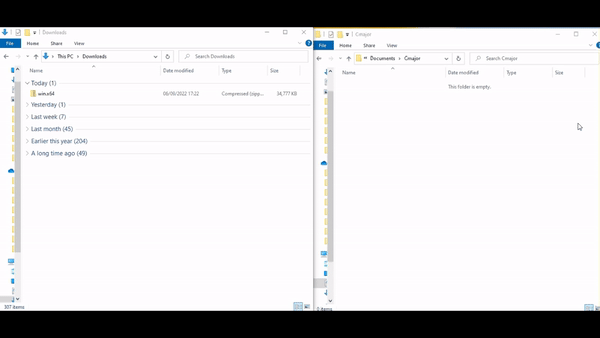 Downloads
File Home Share View
This PC > Downloads
Search Downloads
Name Date modified Type Size
Today (1)
win.x64 06/06/2022 17:22 Compressed (zipp... 34,777 KB
Yesterday (1)
Last week (7)
Last month (45)
Earlier this year (204)
A long time ago (49)
307 items
Cmajor
File Home Share View
Documents > Cmajor
Search Cmajor
Name Date modified Type Size
This folder is empty.
0 items